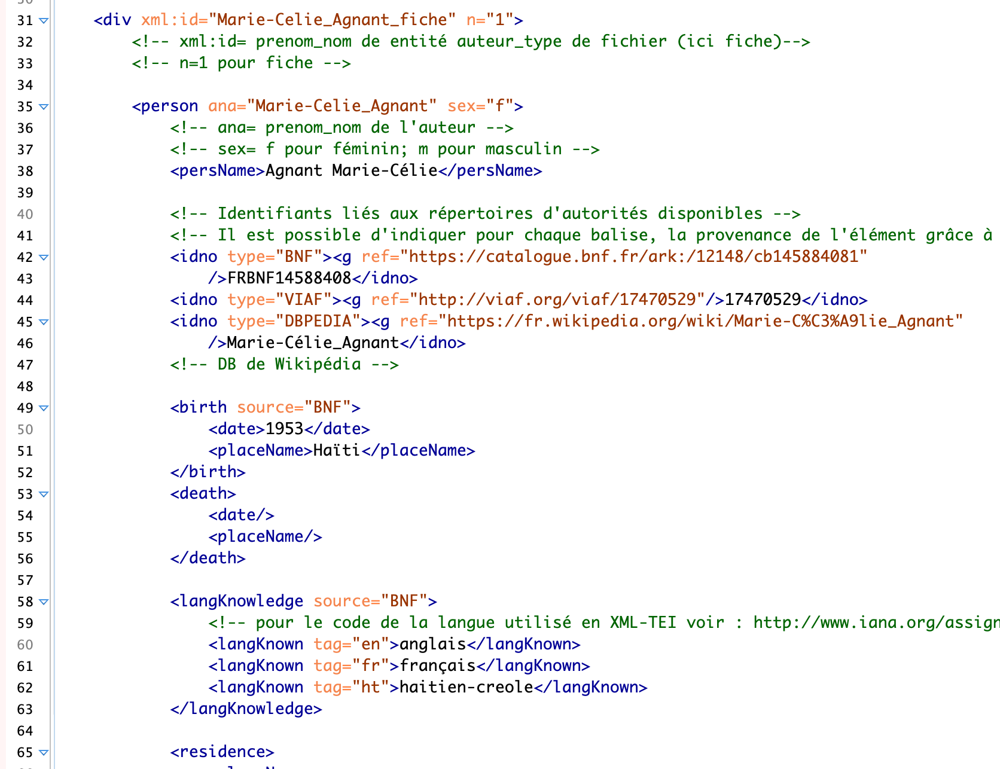 31 <div xml:id="Marie-Celie_Agnant_fiche" n="1">
32 <!-- xml:id= prenom_nom de entité auteur_type de fichier (ici fiche)-->
33 <!-- n=1 pour fiche -->
34
35 <person ana="Marie-Celie_Agnant" sex="f">
36 <!-- ana= prenom_nom de l'auteur -->
37 <!-- sex= f pour féminin; m pour masculin -->
38 <persName>Agnant Marie-Célie</persName>
39
40 <!-- Identifiants liés aux répertoires d'autorités disponibles -->
41 <!-- Il est possible d'indiquer pour chaque balise, la provenance de l'élément grâce à
42 <idno type="BNF"><g ref="https://catalogue.bnf.fr/ark:/12148/cb145884081"
43 />FRBNF14588408</idno>
44 <idno type="VIAF"><g ref="http://viaf.org/viaf/17470529"/>17470529</idno>
45 <idno type="DBPEDIA"><g ref="https://fr.wikipedia.org/wiki/Marie-C%C3%A9lie_Agnant"
46 />Marie-Célie_Agnant</idno>
47 <!-- DB de Wikipédia -->
48
49 <birth source="BNF">
50 <date>1953</date>
51 <placeName>Haïti</placeName>
52 </birth>
53 <death>
54 <date/>
55 <placeName/>
56 </death>
57
58 <langKnowledge source="BNF">
59 <!-- pour le code de la langue utilisé en XML-TEI voir : http://www.iana.org/assign
60 <langKnown tag="en">anglais</langKnown>
61 <langKnown tag="fr">français</langKnown>
62 <langKnown tag="ht">haitien-creole</langKnown>
63 </langKnowledge>
64
65 <residence>